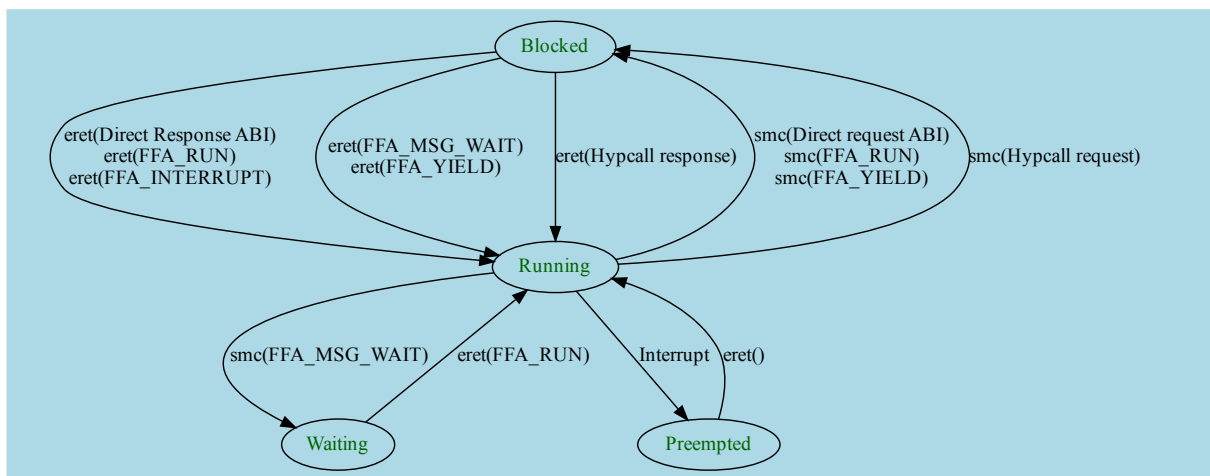 Blocked
eret(Direct Response ABI)
eret(FFA_RUN)
eret(FFA_INTERRUPT)
eret(FFA_MSG_WAIT)
eret(FFA_YIELD)
eret(Hypcall response)
smc(Direct request ABI)
smc(FFA_RUN)
smc(FFA_YIELD)
smc(Hypcall request)
Running
smc(FFA_MSG_WAIT)
eret(FFA_RUN)
Interrupt
eret()
Waiting
Preempted